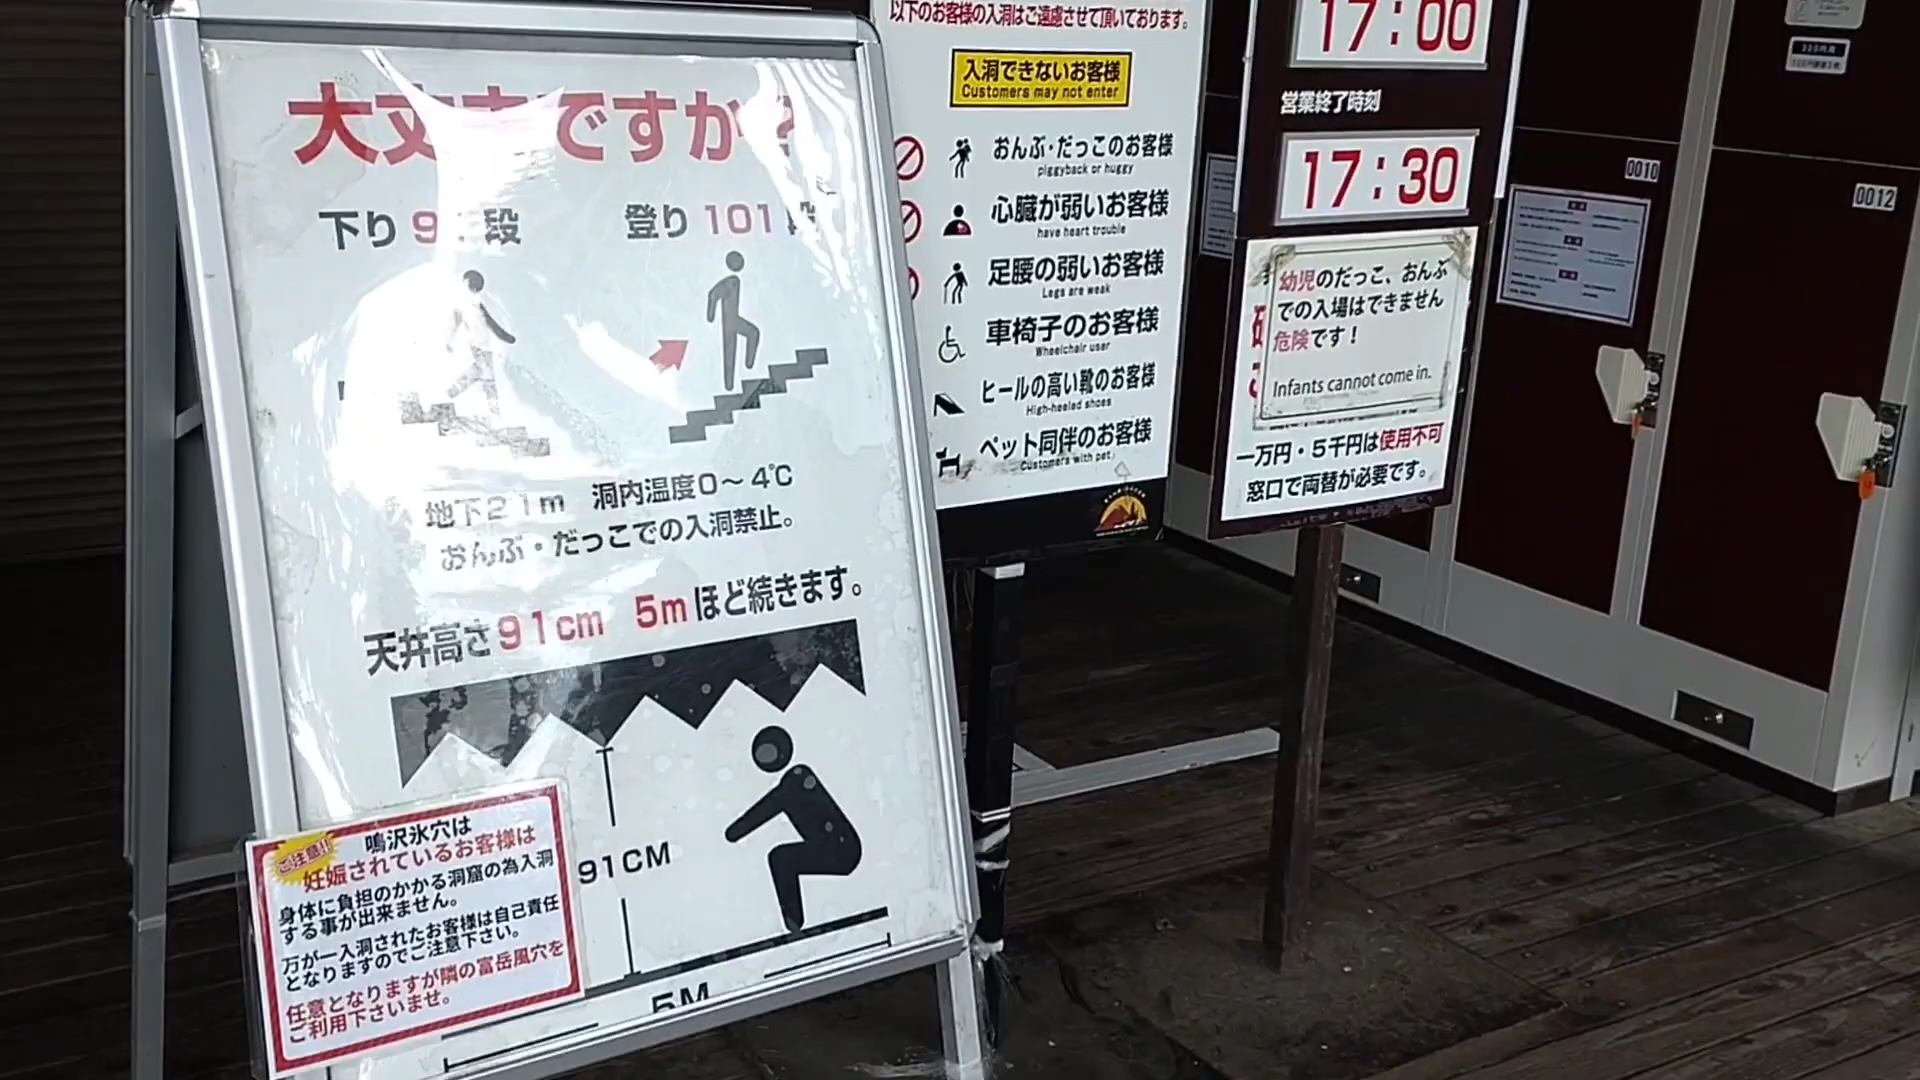 大丈夫ですか?
下り 9 段
登り 101 段
地下21m 洞内温度0~4℃
おんぶ・だっこでの入洞禁止。
天井高さ91cm 5mほど続きます。
91CM
5M
ご注意!!
鳴沢氷穴は
妊娠されているお客様は
身体に負担のかかる洞窟の為入洞
する事が出来ません。
万が一入洞されたお客様は自己責任
となりますのでご注意下さい。
任意となりますが隣の富岳風穴を
ご利用下さいませ。
以下のお客様の入洞はご遠慮させて頂いております。
入洞できないお客様
Customers may not enter
おんぶ・だっこのお客様
piggyback or huggy
心臓が弱いお客様
have heart trouble
足腰の弱いお客様
Legs are weak
車椅子のお客様
Wheelchair user
ヒールの高い靴のお客様
High-heeled shoes
ペット同伴のお客様
Customers with pet
17:00
営業終了時刻
17:30
幼児のだっこ、おんぶ
での入場はできません
危険です!
Infants cannot come in.
一万円・5千円は使用不可
窓口で両替が必要です。
0010
0012